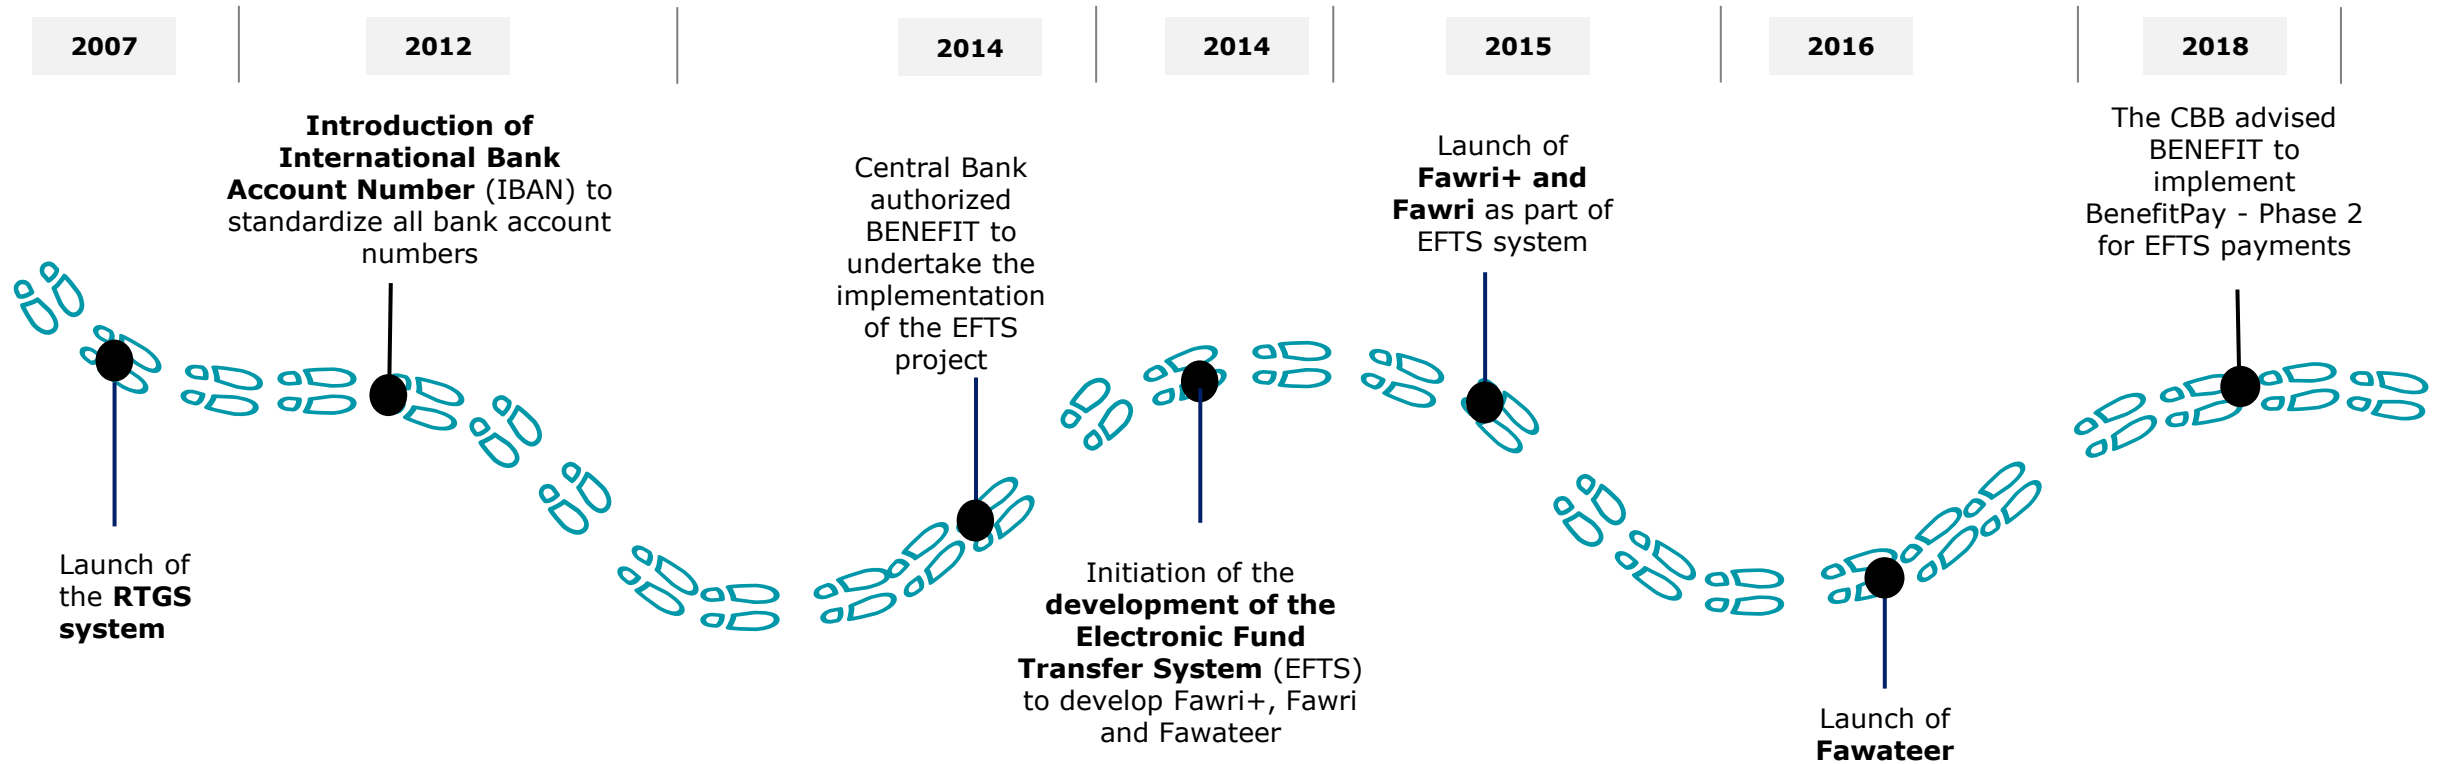 2007
2012
2014
2014
2015
2016
2018
Launch of
the RTGS
system
Introduction of
International Bank
Account Number (IBAN) to
standardize all bank account
numbers
Central Bank
authorized
BENEFIT to
undertake the
implementation
of the EFTS
project
Initiation of the
development of the
Electronic Fund
Transfer System (EFTS)
to develop Fawri+, Fawri
and Fawateer
Launch of
Fawri+ and
Fawri as part of
EFTS system
Launch of
Fawateer
The CBB advised
BENEFIT to
implement
BenefitPay - Phase 2
for EFTS payments